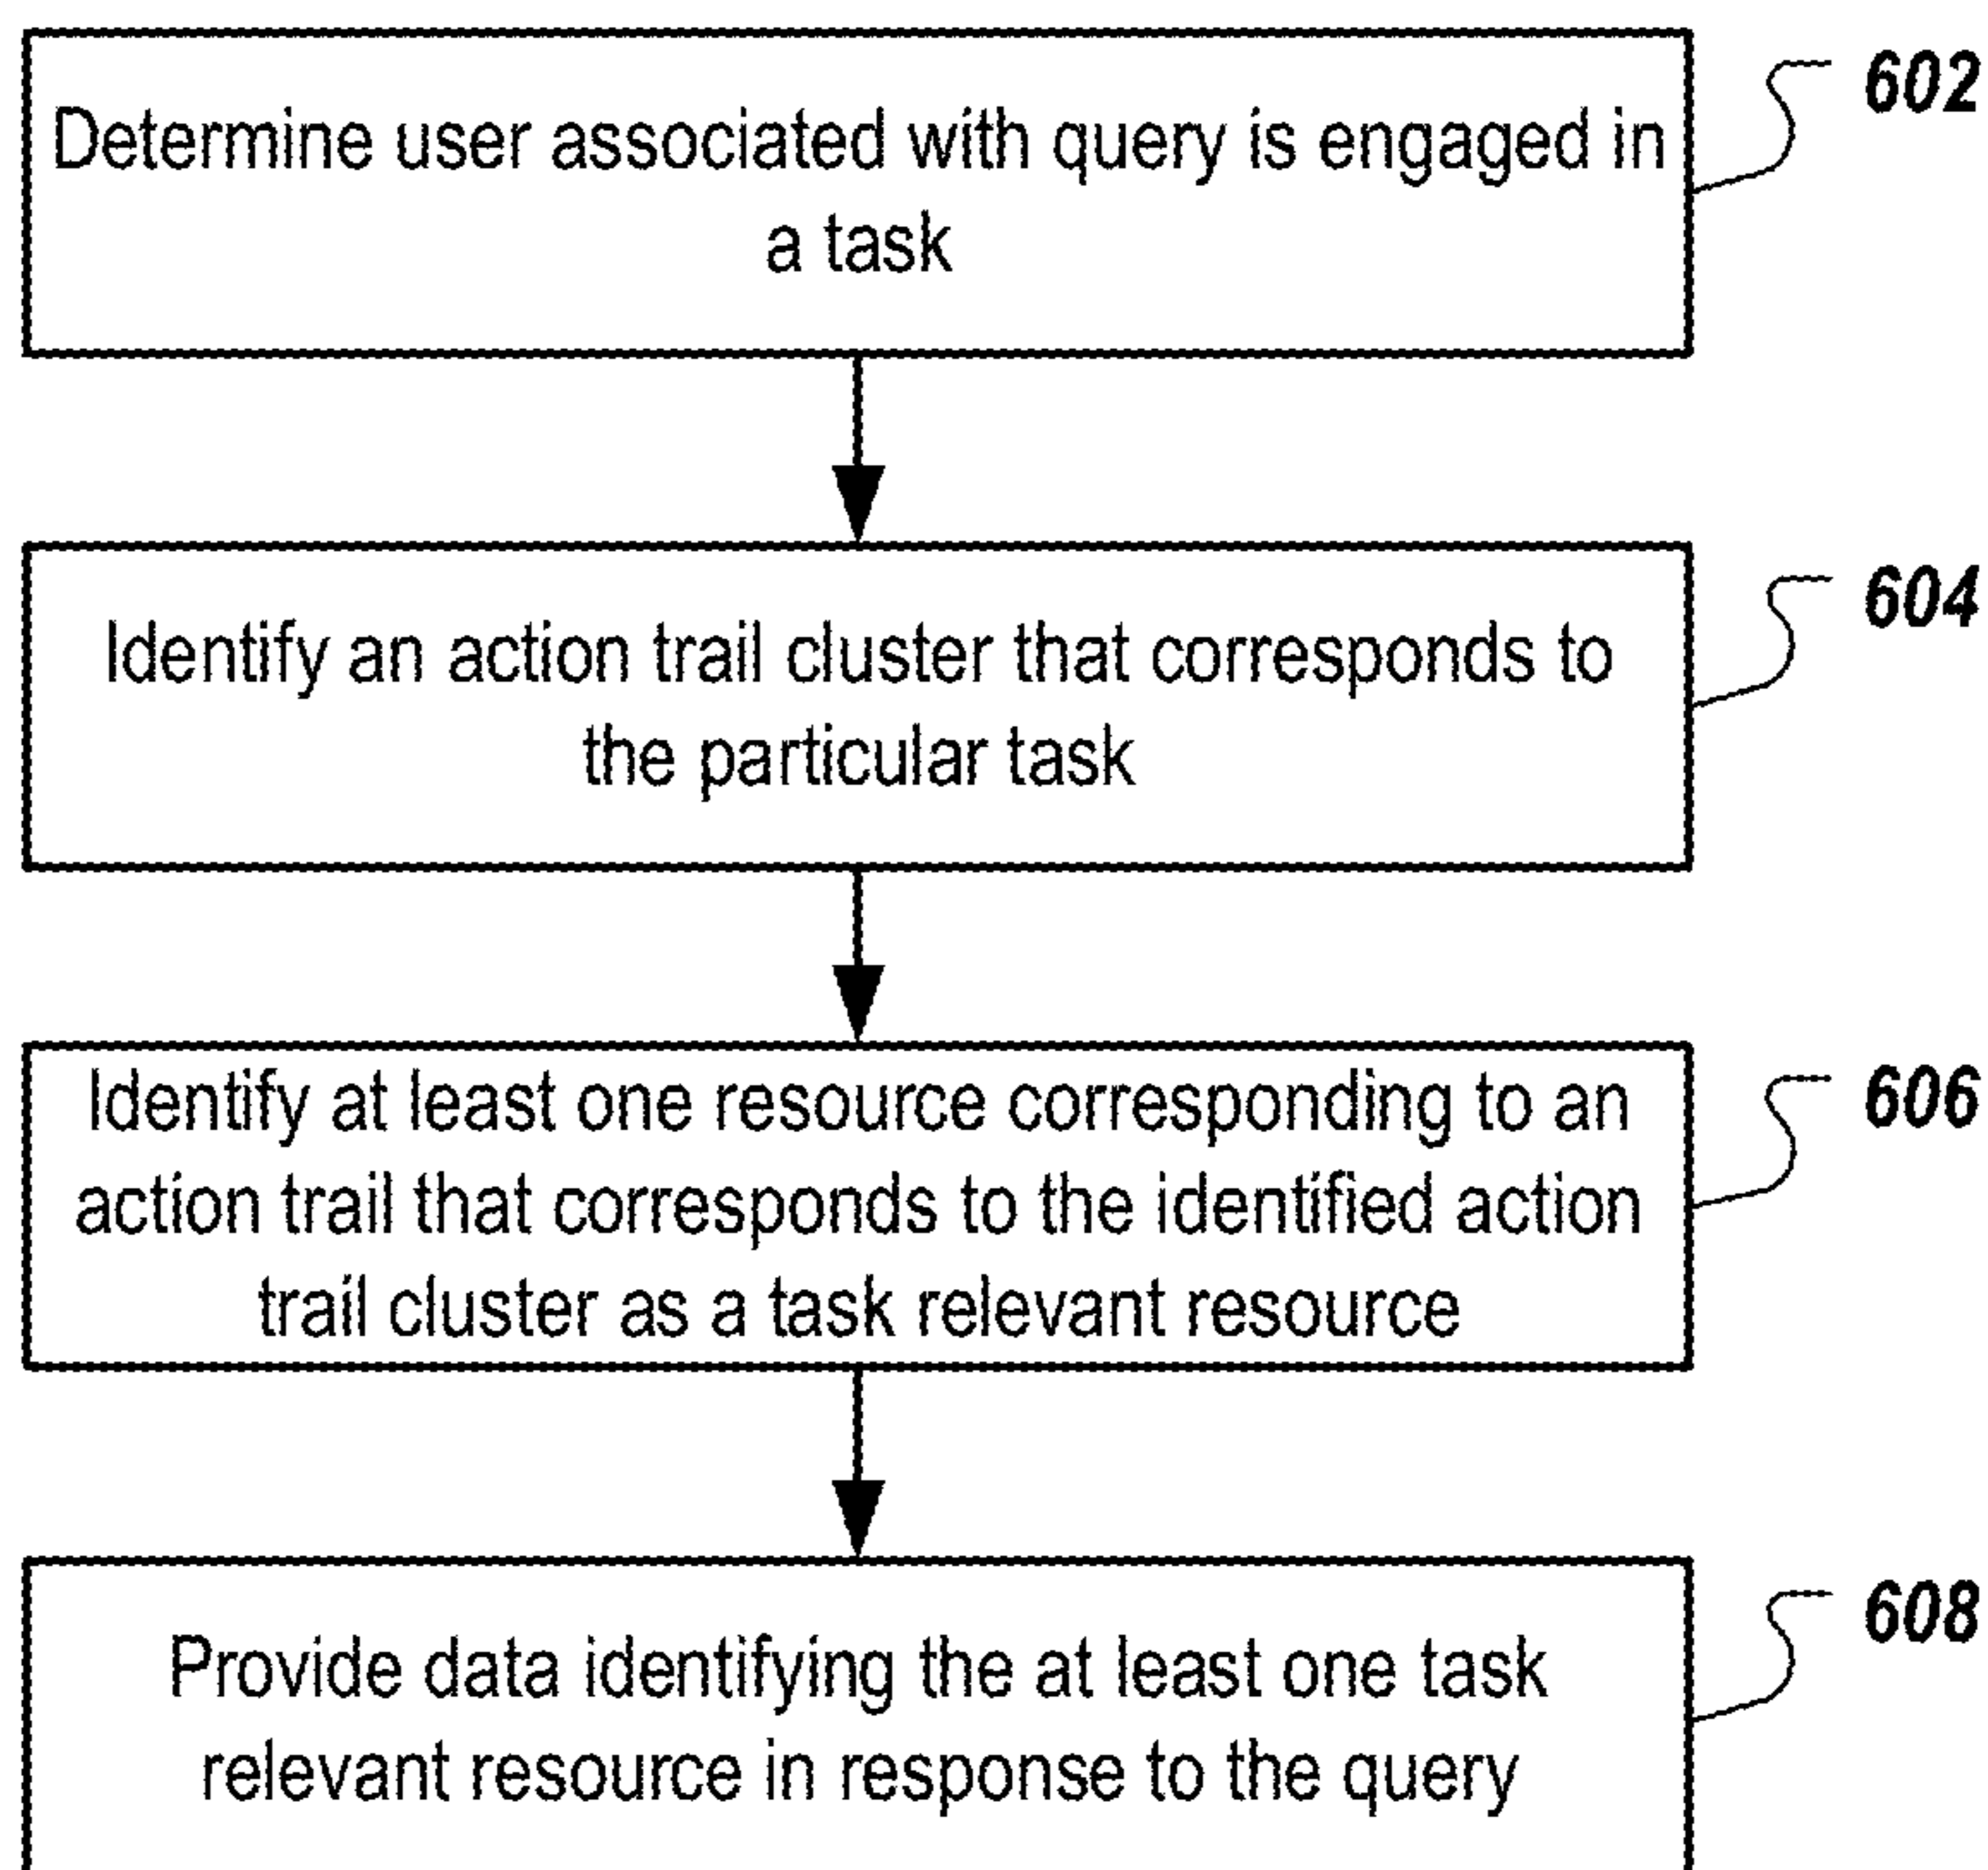 Determine user associated with query is engaged in
a task
602
Identify an action trail cluster that corresponds to
the particular task
604
Identify at least one resource corresponding to an
action trail that corresponds to the identified action
trail cluster as a task relevant resource
606
Provide data identifying the at least one task
relevant resource in response to the query
608